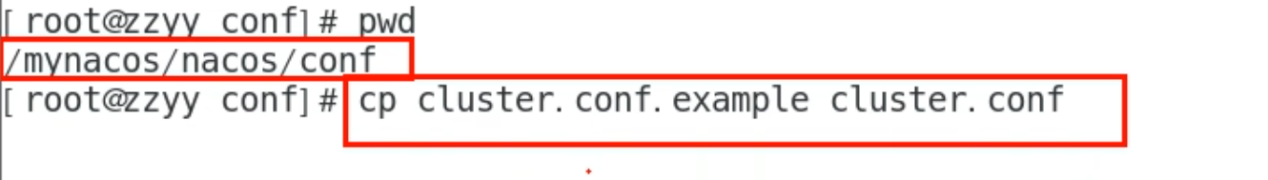 [root@zzyy conf]# pwd
/mynacos/nacos/conf
[root@zzyy conf]# cp cluster.conf.example cluster.conf